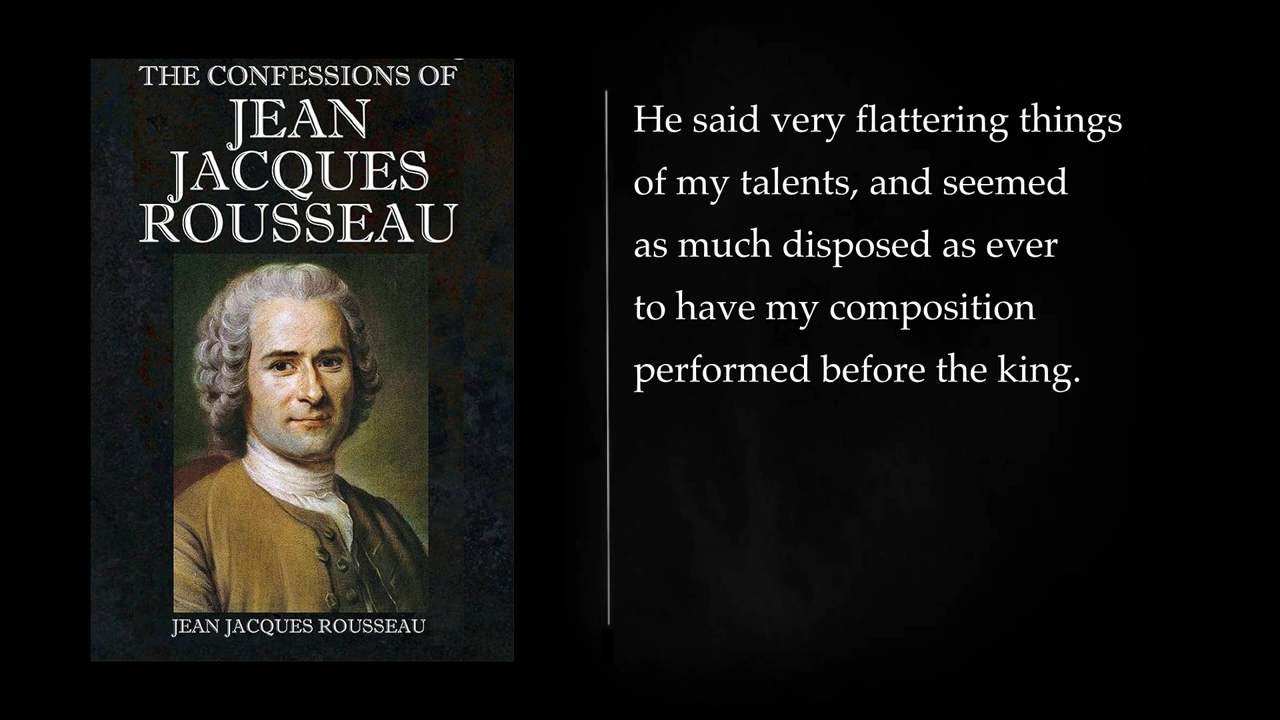 THE CONFESSIONS OF
JEAN
JACQUES
ROUSSEAU
JEAN JACQUES ROUSSEAU
He said very flattering things
of my talents, and seemed
as much disposed as ever
to have my composition
performed before the king.